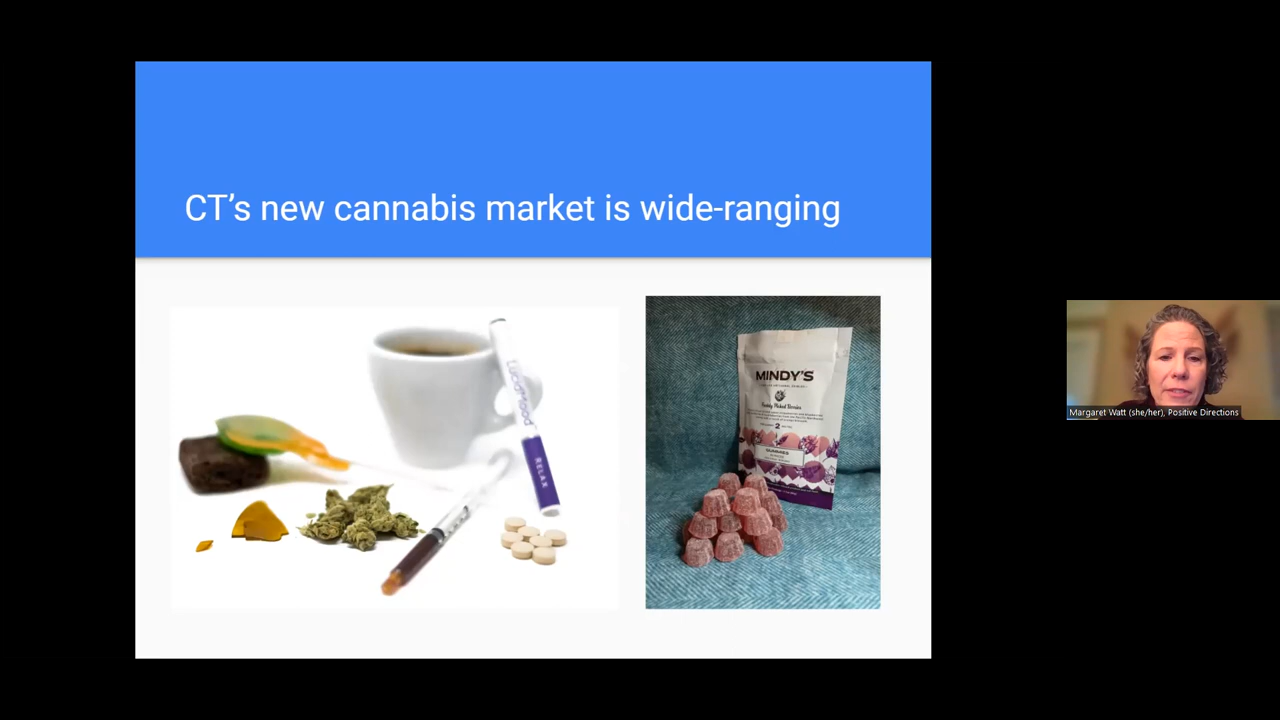 CT's new cannabis market is wide-ranging
RELAX
MINDY'S
GUMMIES
Margaret Watt (she/her), Positive Directions